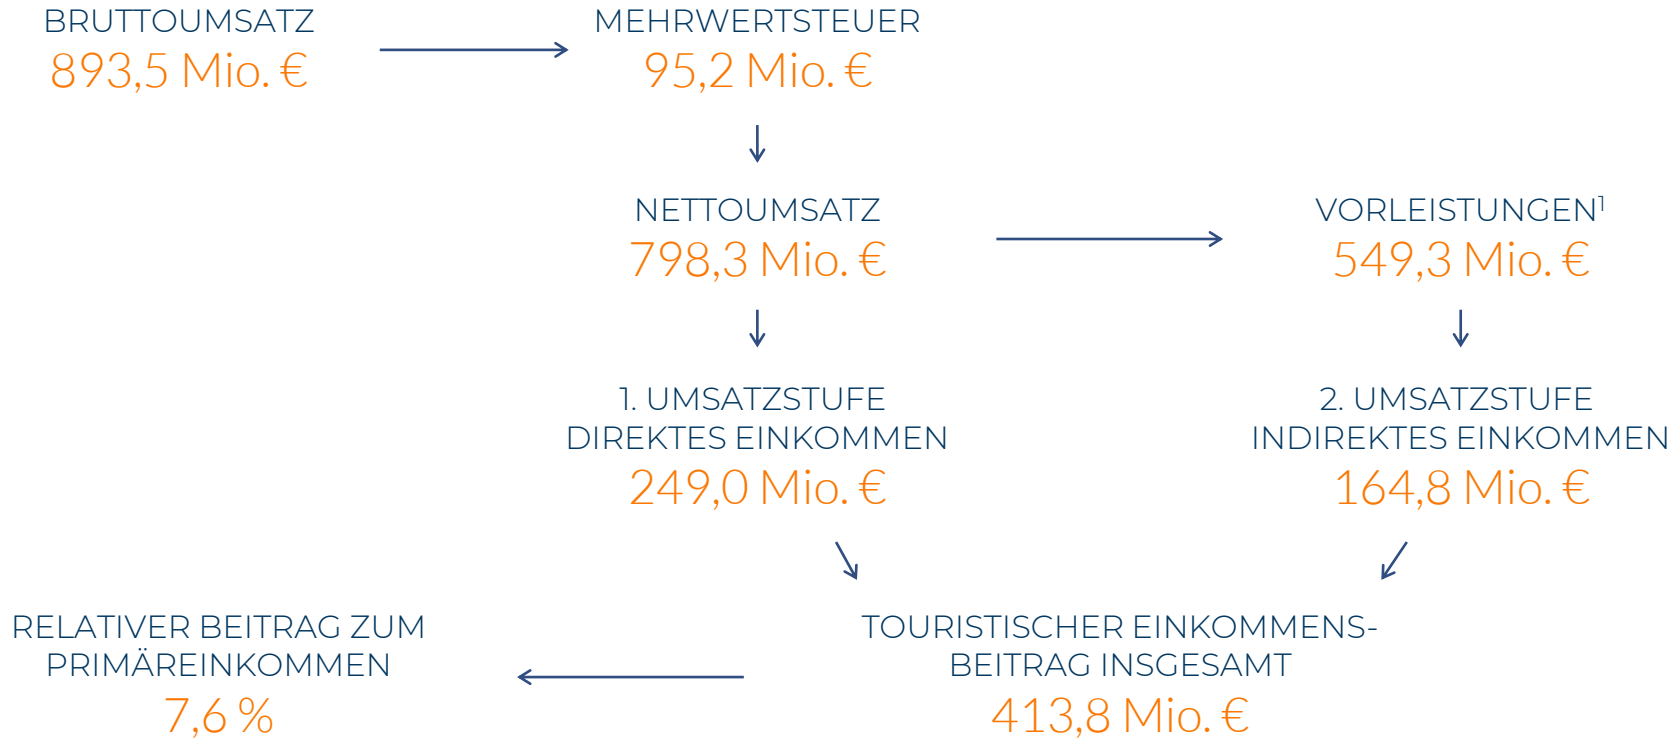 BRUTTOUMSATZ
893,5 Mio. €
MEHRWERTSTEUER
95,2 Mio. €
NETTOUMSATZ
798,3 Mio. €
VORLEISTUNGEN¹
549,3 Mio. €
1. UMSATZSTUFE
DIREKTES EINKOMMEN
249,0 Mio. €
2. UMSATZSTUFE
INDIREKTES EINKOMMEN
164,8 Mio. €
RELATIVER BEITRAG ZUM
PRIMÄREINKOMMEN
7,6 %
TOURISTISCHER EINKOMMENS-
BEITRAG INSGESAMT
413,8 Mio. €